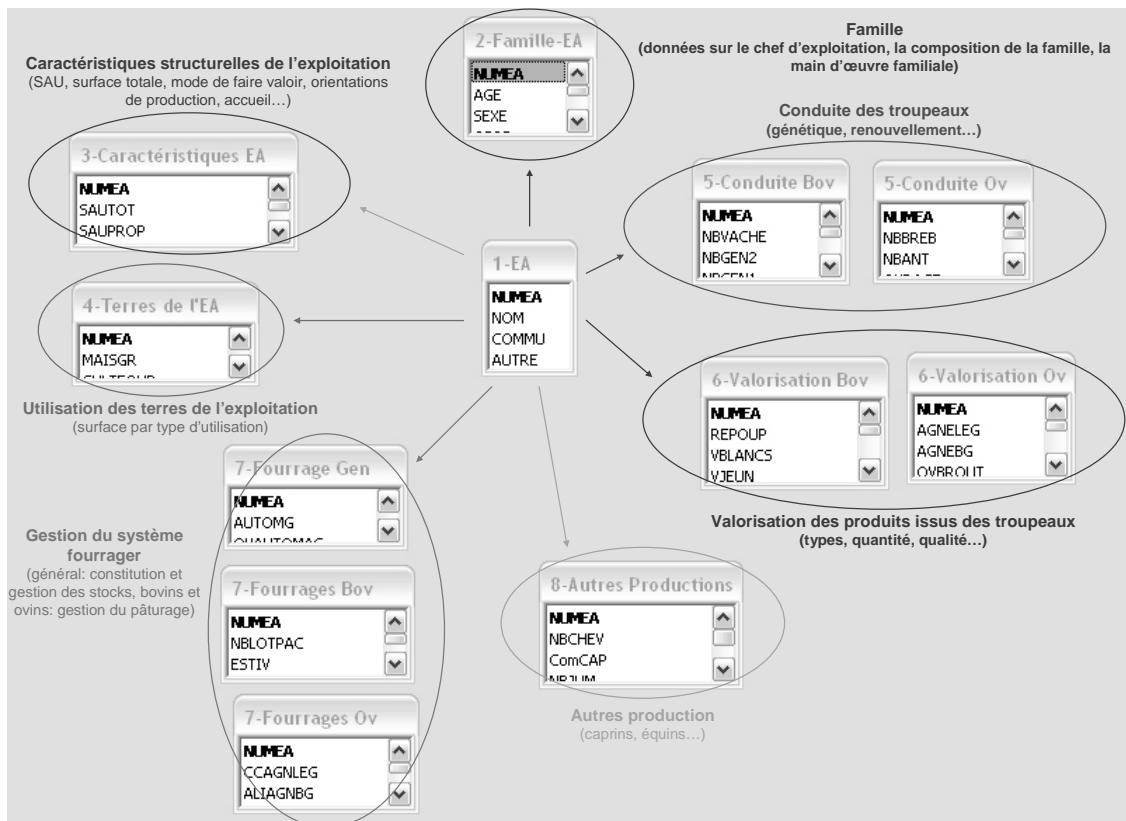 Famille
(données sur le chef d'exploitation, la composition de la famille, la
main d'œuvre familiale)
2-Famille-EA
NUMEA
AGE
SEXE
Caractéristiques structurelles de l'exploitation
(SAU, surface totale, mode de faire valoir, orientations
de production, accueil…)
3-Caractéristiques EA
NUMEA
SAUTOT
SAUPROP
Conduite des troupeaux
(génétique, renouvellement…)
5-Conduite Bov
NUMEA
NBVACHE
NBGEN2
NBGEN1
5-Conduite Ov
NUMEA
NBBREB
NBANT
1-EA
NUMEA
NOM
COMMU
AUTRE
4-Terres de l'EA
NUMEA
MAISGR
Utilisation des terres de l'exploitation
(surface par type d'utilisation)
6-Valorisation Bov
NUMEA
REPOUP
VBLANCS
VJEUN
6-Valorisation Ov
NUMEA
AGNELEG
AGNEBG
OVBROUT
Valorisation des produits issus des troupeaux
(types, quantité, qualité…)
7-Fourrage Gen
NUMEA
AUTOMG
QUAUTOMAG
Gestion du système
fourrager
(général: constitution et
gestion des stocks, bovins et
ovins: gestion du pâturage)
7-Fourrages Bov
NUMEA
NBLOTPAC
ESTIV
7-Fourrages Ov
NUMEA
CCAGNLEG
ALIAGNBG
8-Autres Productions
NUMEA
NBCHEV
ComCAP
NBJUM
Autres production
(caprins, équins…)